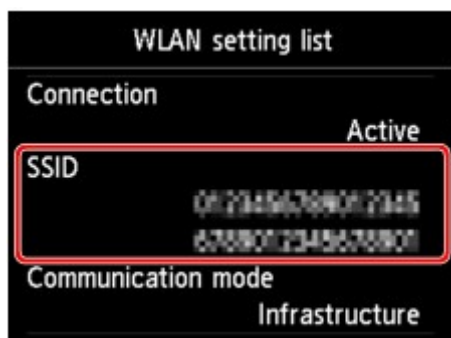 WLAN setting list
Connection
Active
SSID
Communication mode
Infrastructure